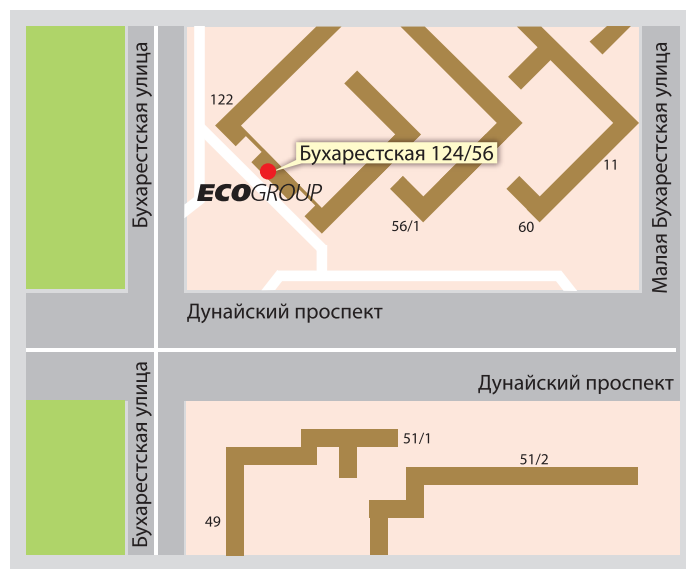 Бухарестская улица
Малая Бухарестская улица
122
Бухарестская 124/56
11
ECOGROUP
56/1
60
Дунайский проспект
Дунайский проспект
Бухарестская улица
51/1
51/2
49